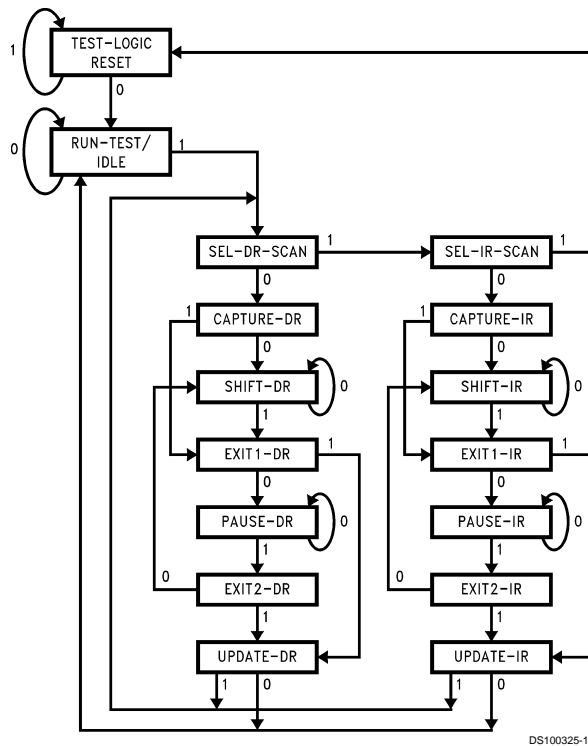 TEST-LOGIC
RESET
1
0
RUN-TEST/
IDLE
0
1
SEL-DR-SCAN
1
SEL-IR-SCAN
1
0
0
CAPTURE-DR
1
CAPTURE-IR
1
0
0
SHIFT-DR
0
SHIFT-IR
0
1
1
EXIT1-DR
1
EXIT1-IR
1
0
0
PAUSE-DR
0
PAUSE-IR
0
1
1
EXIT2-DR
0
EXIT2-IR
0
1
1
UPDATE-DR
UPDATE-IR
1
0
1
0
DS100325-1